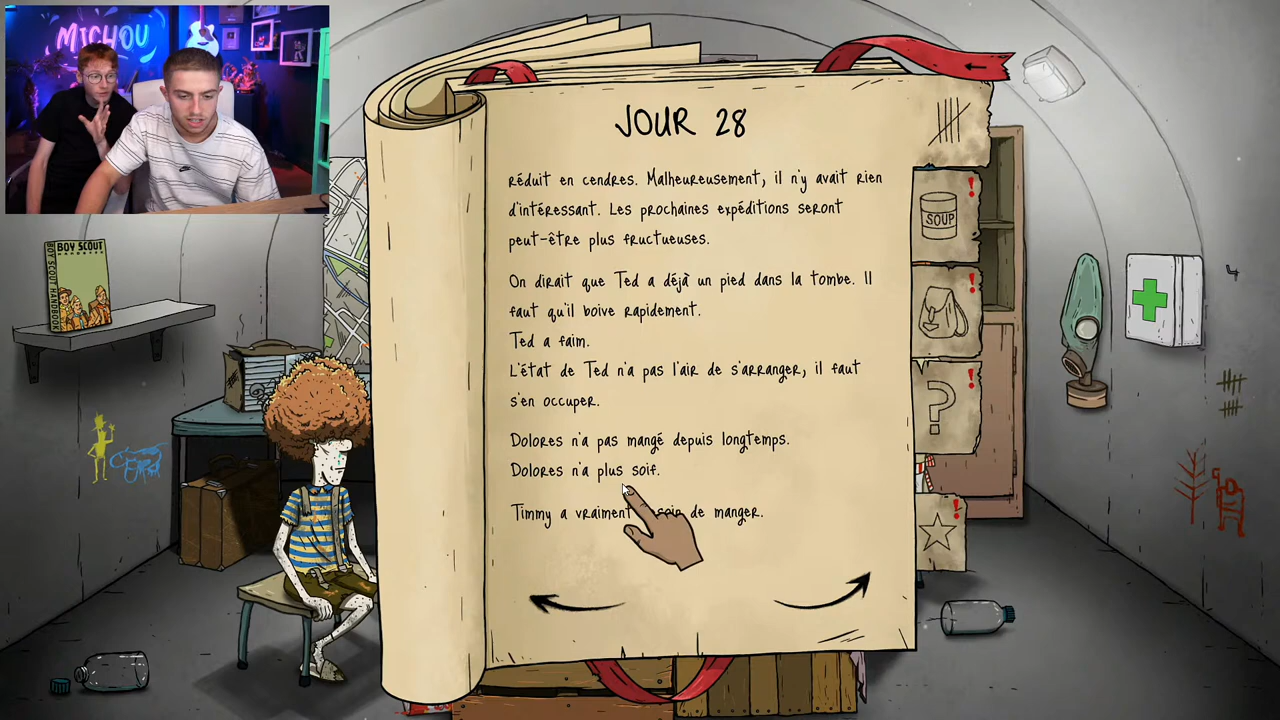 MICHOU
JOUR 28
réduit en cendres. Malheureusement, il n'y avait rien
d'intéressant. Les prochaines expéditions seront
peut-être plus fructueuses.
On dirait que Ted a déjà un pied dans la tombe. Il
faut qu'il boive rapidement.
Ted a faim.
L'état de Ted n'a pas l'air de s'arranger, il faut
s'en occuper.
Dolores n'a pas mangé depuis longtemps.
Dolores n'a plus soif.
Timmy a vraiment de manger.
SOUP
!
!
?
!
!
BOY SCOUT
HANDBOOK
BOY SCOUT HANDBOOK